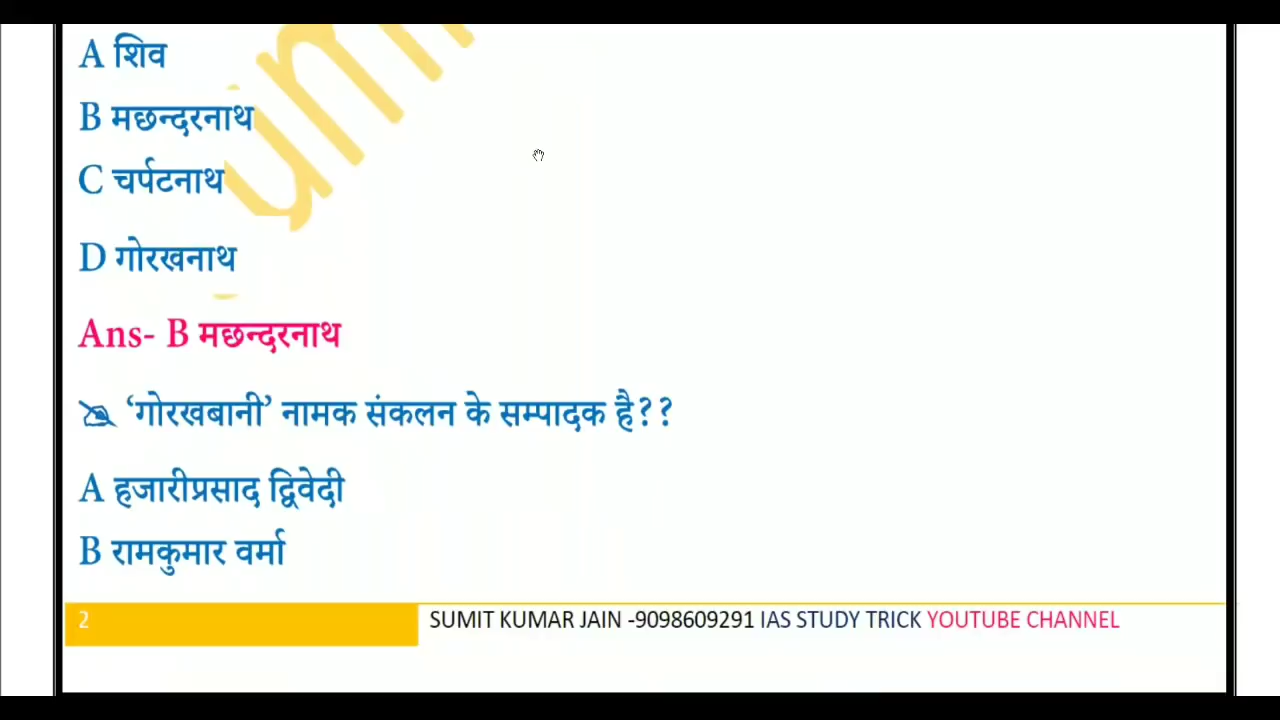 A शिव
B मछन्दरनाथ
C चर्पटनाथ
D गोरखनाथ
Ans- B मछन्दरनाथ
‘गोरखबानी’ नामक संकलन के सम्पादक है??
A हजारीप्रसाद द्विवेदी
B रामकुमार वर्मा
2 SUMIT KUMAR JAIN -9098609291 IAS STUDY TRICK YOUTUBE CHANNEL